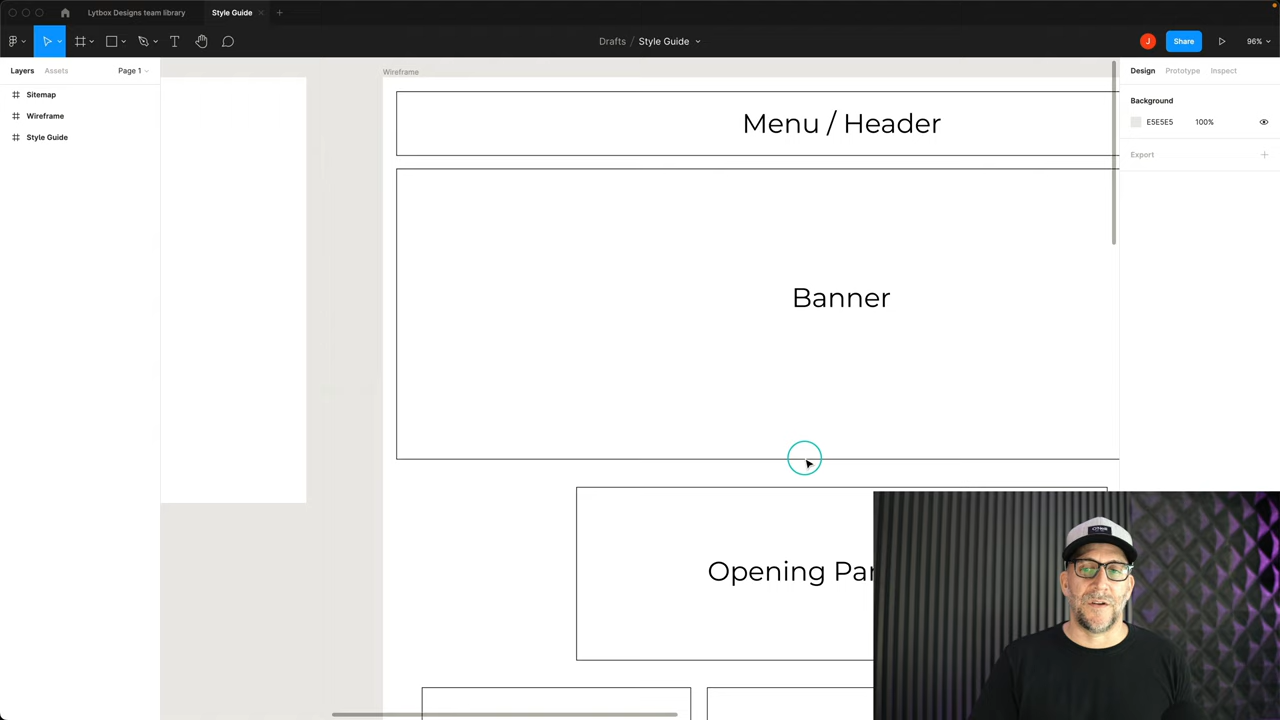 Lytbox Designs team library
Style Guide
Drafts / Style Guide
J
Share
96%
Layers
Assets
Page 1
Sitemap
Wireframe
Style Guide
Wireframe
Menu / Header
Banner
Opening Par
Design
Prototype
Inspect
Background
E5E5E5
100%
Export